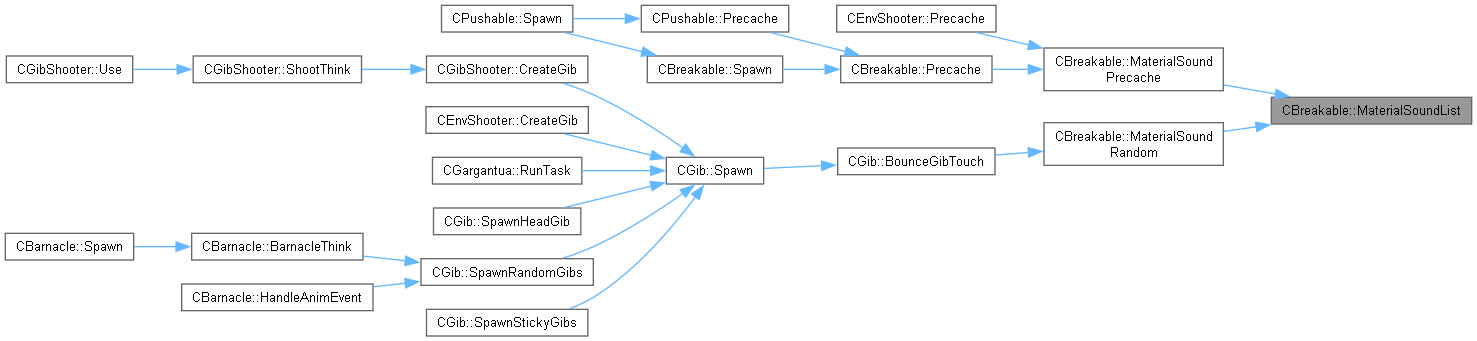 CPushable::Spawn
CPushable::Precache
CEnvShooter::Precache
CGibShooter::Use
CGibShooter::ShootThink
CGibShooter::CreateGib
CBreakable::Spawn
CBreakable::Precache
CBreakable::MaterialSound
Precache
CBreakable::MaterialSoundList
CEnvShooter::CreateGib
CBreakable::MaterialSound
Random
CGargantua::RunTask
CGib::Spawn
CGib::BounceGibTouch
CGib::SpawnHeadGib
CBarnacle::Spawn
CBarnacle::BarnacleThink
CGib::SpawnRandomGibs
CBarnacle::HandleAnimEvent
CGib::SpawnStickyGibs